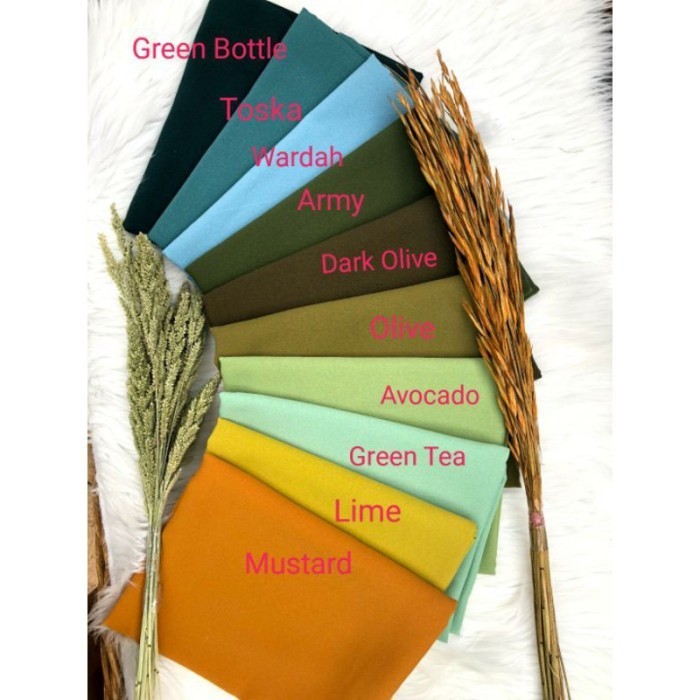 Green Bottle
Toska
Wardah
Army
Dark Olive
Olive
Avocado
Green Tea
Lime
Mustard